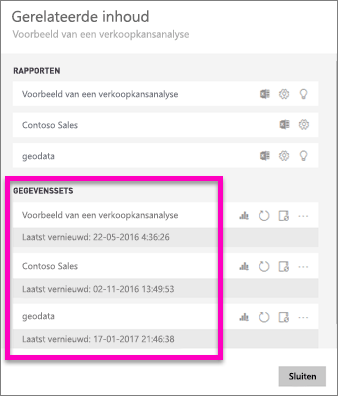 Gerelateerde inhoud
Voorbeeld van een verkoopkansanalyse
RAPPORTEN
Voorbeeld van een verkoopkansanalyse
Contoso Sales
geodata
GEGEVENSSETS
Voorbeeld van een verkoopkansanalyse
Laatst vernieuwd: 22-05-2016 4:36:26
Contoso Sales
Laatst vernieuwd: 02-11-2016 13:49:53
geodata
Laatst vernieuwd: 17-01-2017 21:46:38
Sluiten